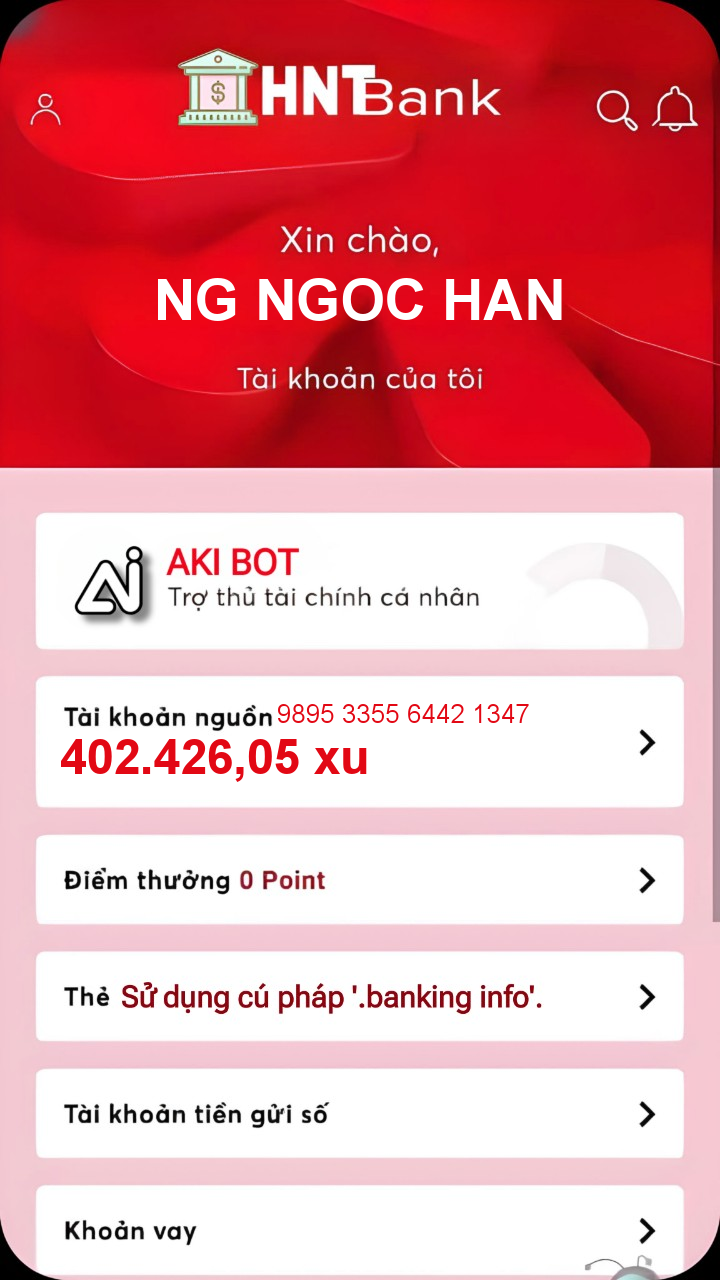 HNTBank
Xin chào,
NG NGOC HAN
Tài khoản của tôi
AKI BOT
Trợ thủ tài chính cá nhân
Tài khoản nguồn 9895 3355 6442 1347
402.426,05 xu
Điểm thưởng 0 Point
Thẻ Sử dụng cú pháp '.banking info'.
Tài khoản tiền gửi số
Khoản vay